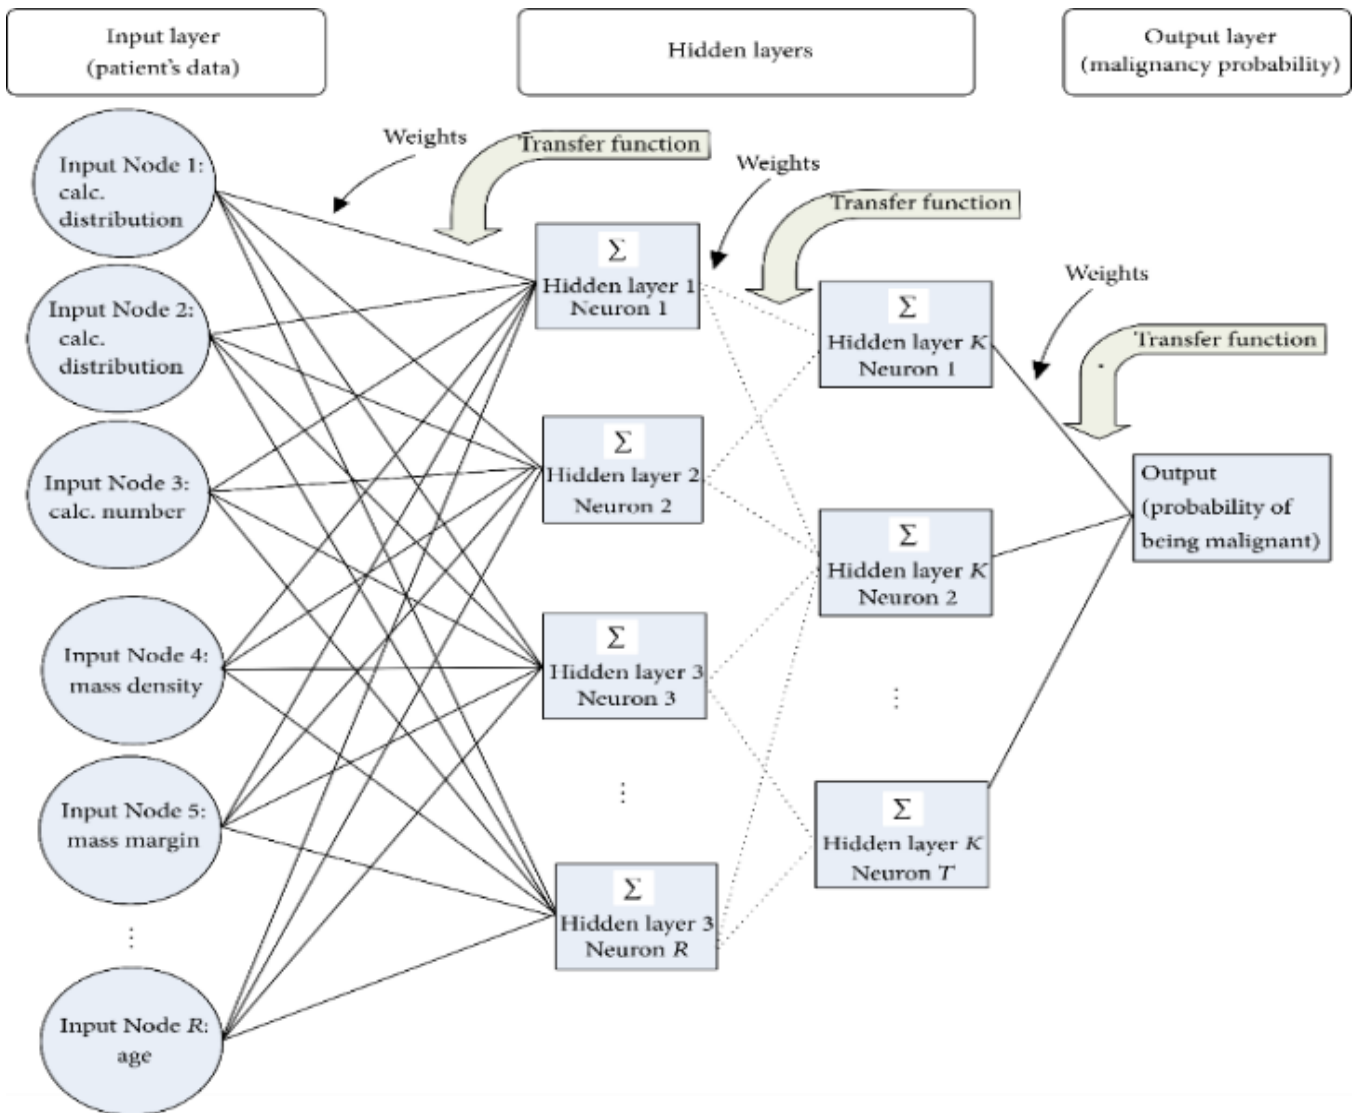 Input layer
(patient's data)
Hidden layers
Output layer
(malignancy probability)
Weights
Transfer function
Weights
Transfer function
Weights
Transfer function
Input Node 1:
calc.
distribution
Input Node 2:
calc.
distribution
Input Node 3:
calc. number
Input Node 4:
mass density
Input Node 5:
mass margin
⋮
Input Node R:
age
Σ
Hidden layer 1
Neuron 1
Σ
Hidden layer 2
Neuron 2
Σ
Hidden layer 3
Neuron 3
⋮
Σ
Hidden layer 3
Neuron R
Σ
Hidden layer K
Neuron 1
Σ
Hidden layer K
Neuron 2
⋮
Σ
Hidden layer K
Neuron T
Output
(probability of
being malignant)